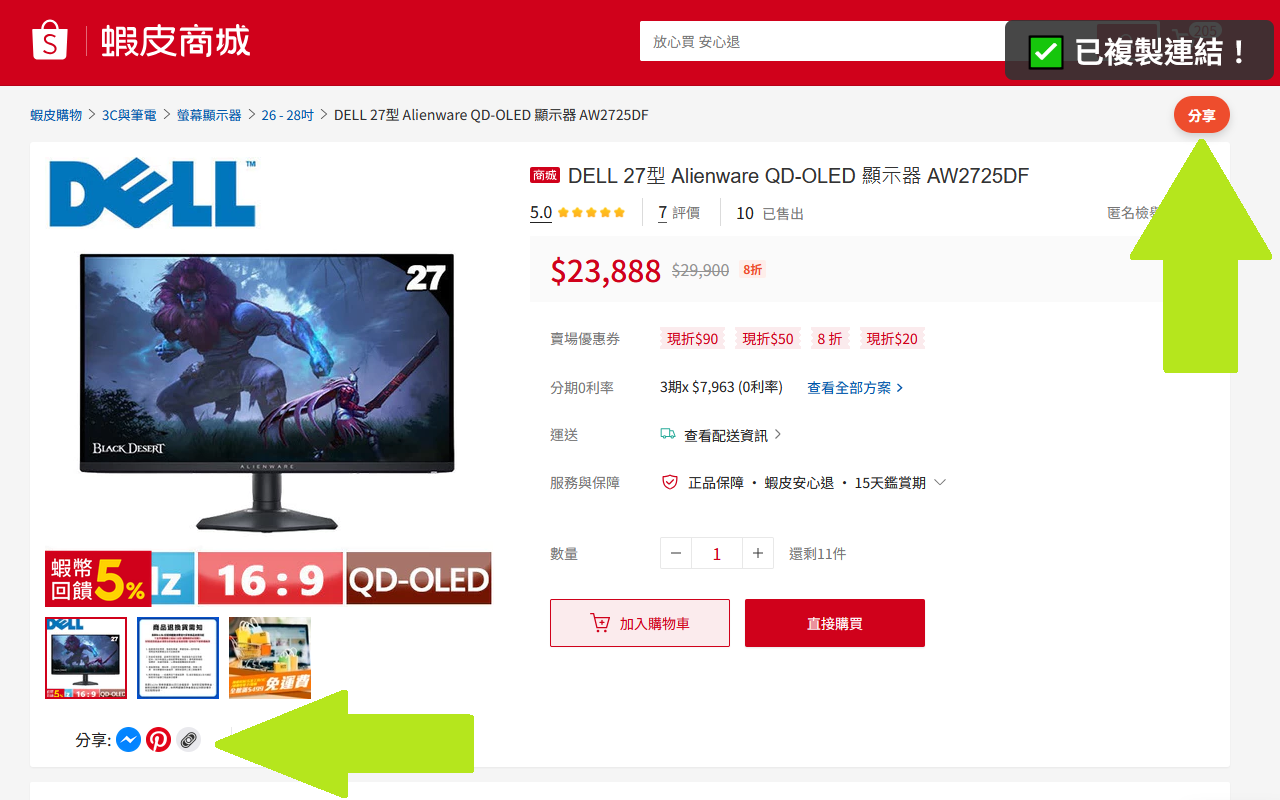 蝦皮商城
放心買 安心退
205
✅ 已複製連結！
蝦皮購物 > 3C與筆電 > 螢幕顯示器 > 26 - 28吋 > DELL 27型 Alienware QD-OLED 顯示器 AW2725DF
分享
DELL™
27
BLACK DESERT
ALIENWARE
蝦幣
回饋5%
lz
16:9
QD-OLED
DELL
27
16:9
QD-OLED
商品退換貨需知
免運費
分享:
商城 DELL 27型 Alienware QD-OLED 顯示器 AW2725DF
5.0 7 評價 10 已售出
匿名檢
$23,888 $29,900 8折
賣場優惠券 現折$90 現折$50 8 折 現折$20
分期0利率 3期x $7,963 (0利率) 查看全部方案 >
運送 查看配送資訊 >
服務與保障 正品保障 · 蝦皮安心退 · 15天鑑賞期
數量 − 1 + 還剩11件
加入購物車 直接購買